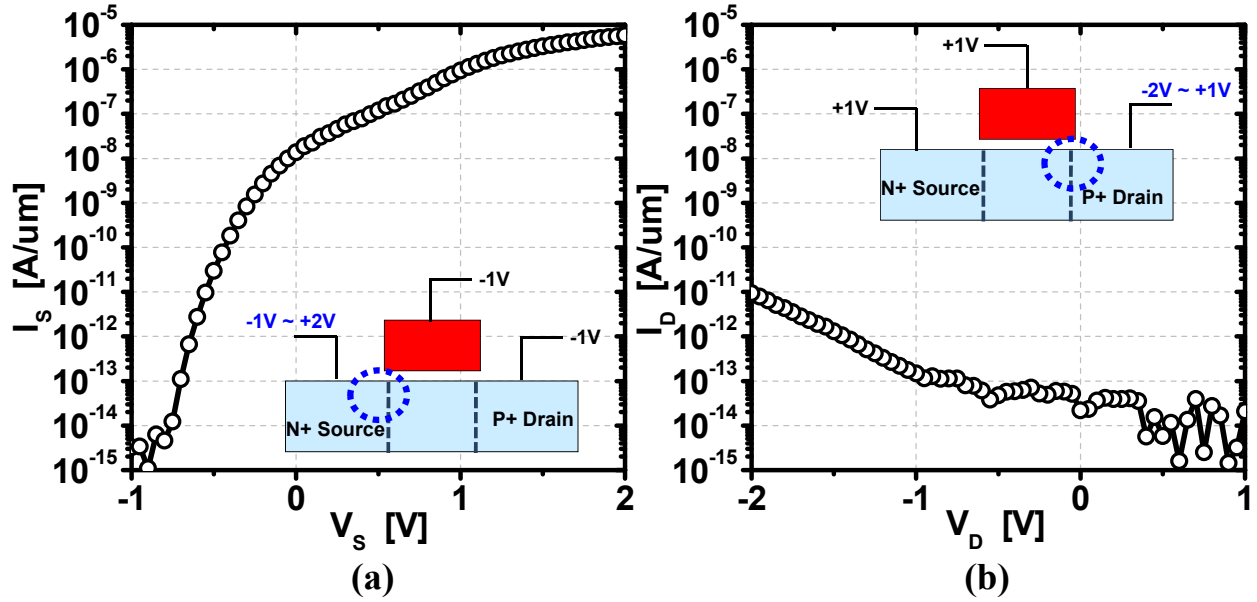 10^-5
10^-6
10^-7
10^-8
10^-9
10^-10
10^-11
10^-12
10^-13
10^-14
10^-15
I_S [A/um]
-1 0 1 2
V_S [V]
-1V
-1V ~ +2V
-1V
N+ Source
P+ Drain
(a)
10^-5
10^-6
10^-7
10^-8
10^-9
10^-10
10^-11
10^-12
10^-13
10^-14
10^-15
I_D [A/um]
-2 -1 0 1
V_D [V]
+1V
+1V
-2V ~ +1V
N+ Source
P+ Drain
(b)